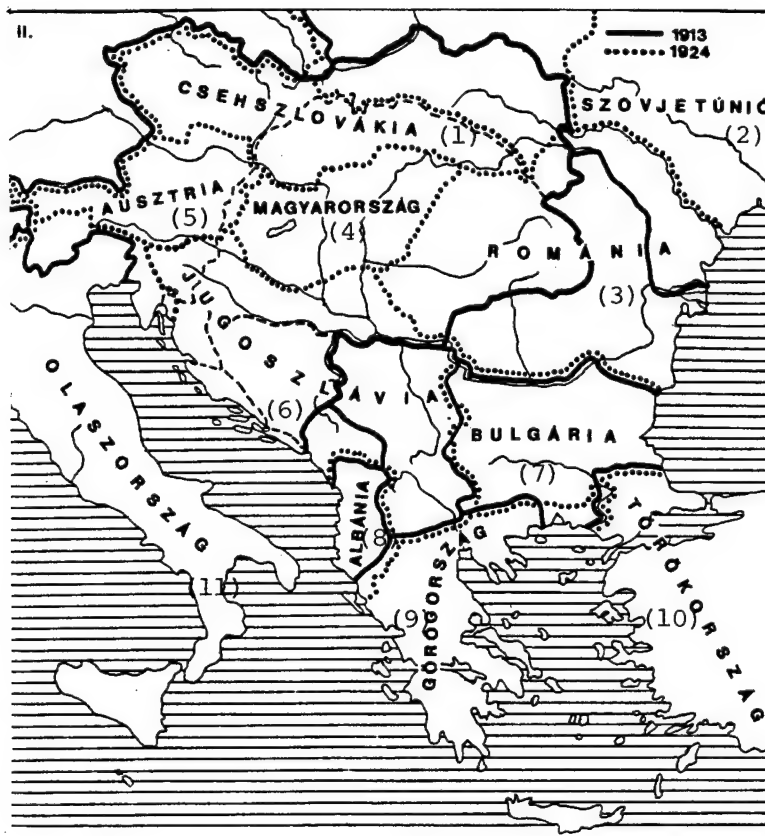 II.
1913
1924
CSEHSZLOVÁKIA
(1)
SZOVJETÚNIÓ
(2)
AUSZTRIA
(5)
MAGYARORSZÁG
(4)
ROMÁNIA
(3)
JUGOSZLÁVIA
(6)
OLASZORSZÁG
(11)
BULGÁRIA
(7)
ALBÁNIA
8
GÖRÖGORSZÁG
(9)
TÖRÖKORSZÁG
(10)